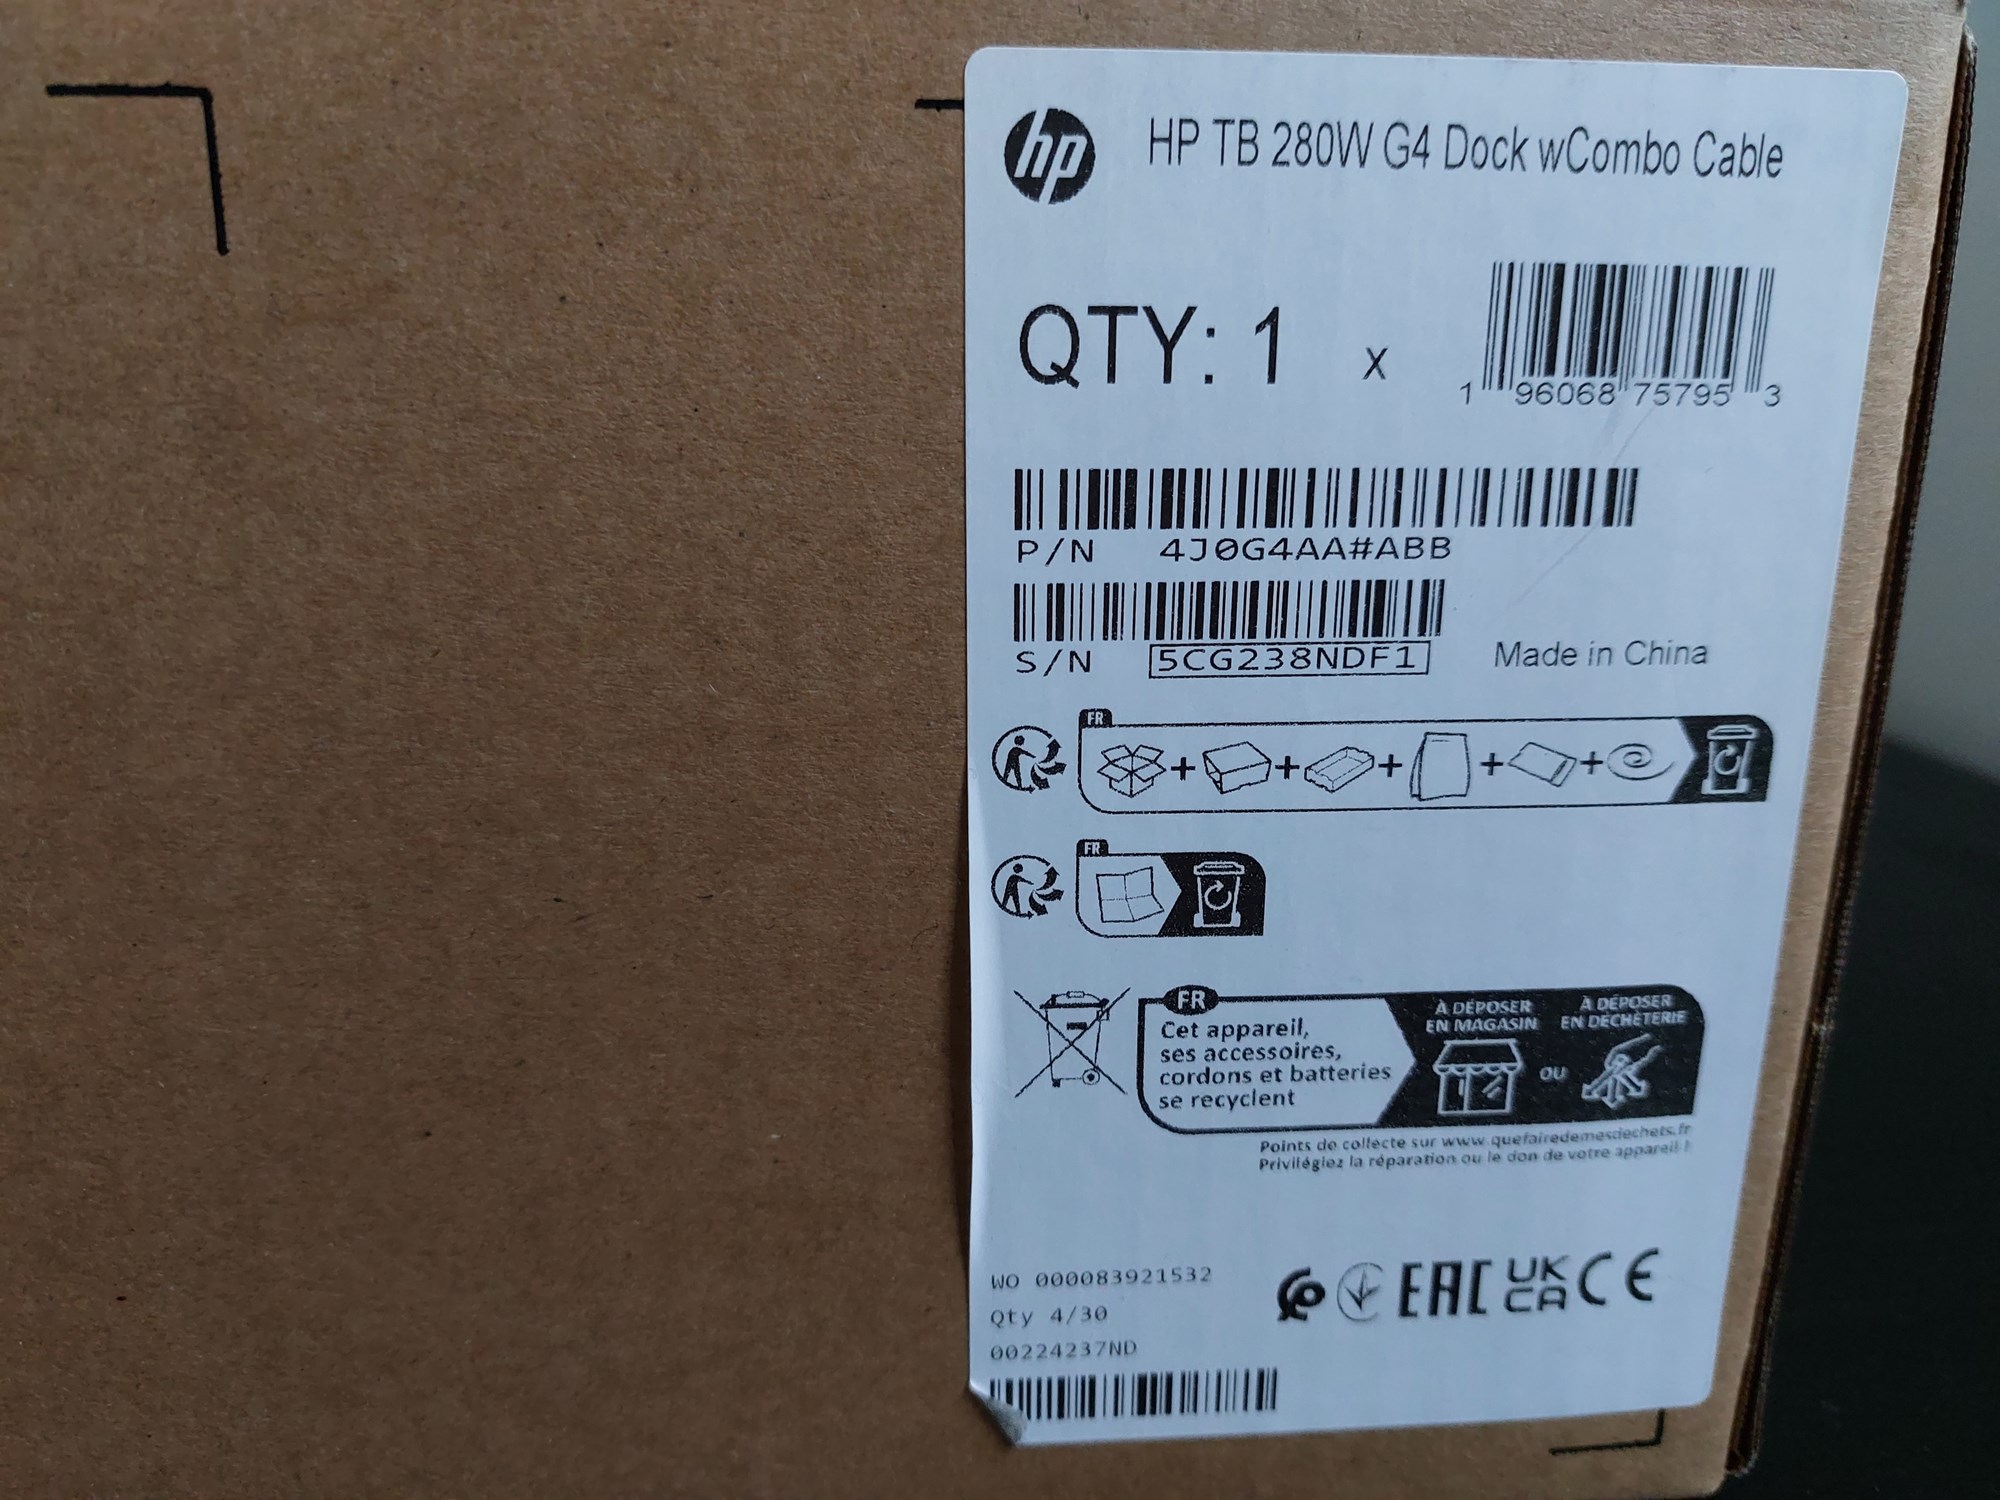 hp HP TB 280W G4 Dock wCombo Cable
QTY: 1 x
1 96068 75795 3
P/N 4J0G4AA#ABB
S/N 5CG238NDF1 Made in China
FR
FR
FR
Cet appareil,
ses accessoires,
cordons et batteries
se recyclent
À DÉPOSER
EN MAGASIN
OU
À DÉPOSER
EN DÉCHÈTERIE
Points de collecte sur www.quefairedemesdechets.fr
Privilégiez la réparation ou le don de votre appareil !
WO 000083921532
Qty 4/30
00224237ND
EAC UK CA CE